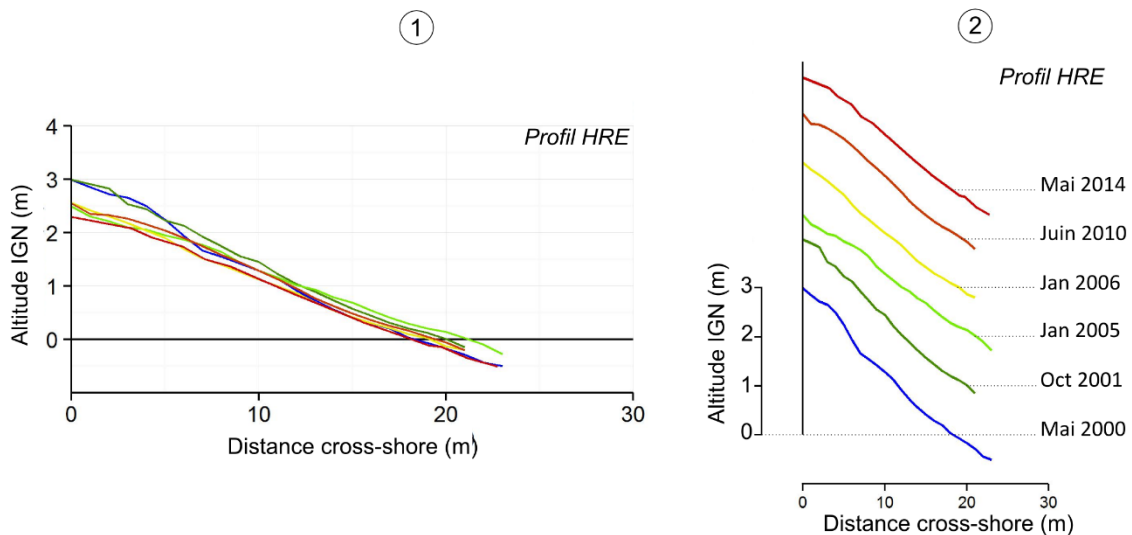 1
Profil HRE
4
3
2
1
0
Altitude IGN (m)
0
10
20
30
Distance cross-shore (m)
2
Profil HRE
Mai 2014
Juin 2010
Jan 2006
Jan 2005
Oct 2001
Mai 2000
3
2
1
0
Altitude IGN (m)
0
10
20
30
Distance cross-shore (m)